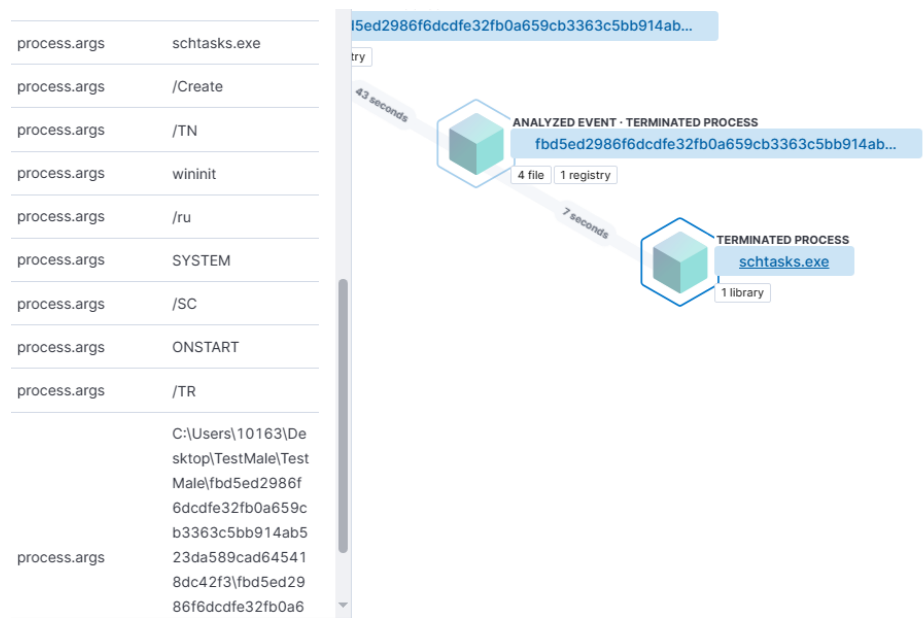 process.args schtasks.exe
process.args /Create
process.args /TN
process.args wininit
process.args /ru
process.args SYSTEM
process.args /SC
process.args ONSTART
process.args /TR
process.args
C:\Users\10163\De
sktop\TestMale\Test
Male\fbd5ed2986f
6dcdfe32fb0a659c
b3363c5bb914ab5
23da589cad64541
8dc42f3\fbd5ed29
86f6dcdfe32fb0a6
d5ed2986f6dcdfe32fb0a659cb3363c5bb914ab...
try
43 seconds
ANALYZED EVENT · TERMINATED PROCESS
fbd5ed2986f6dcdfe32fb0a659cb3363c5bb914ab...
4 file 1 registry
7 seconds
TERMINATED PROCESS
schtasks.exe
1 library